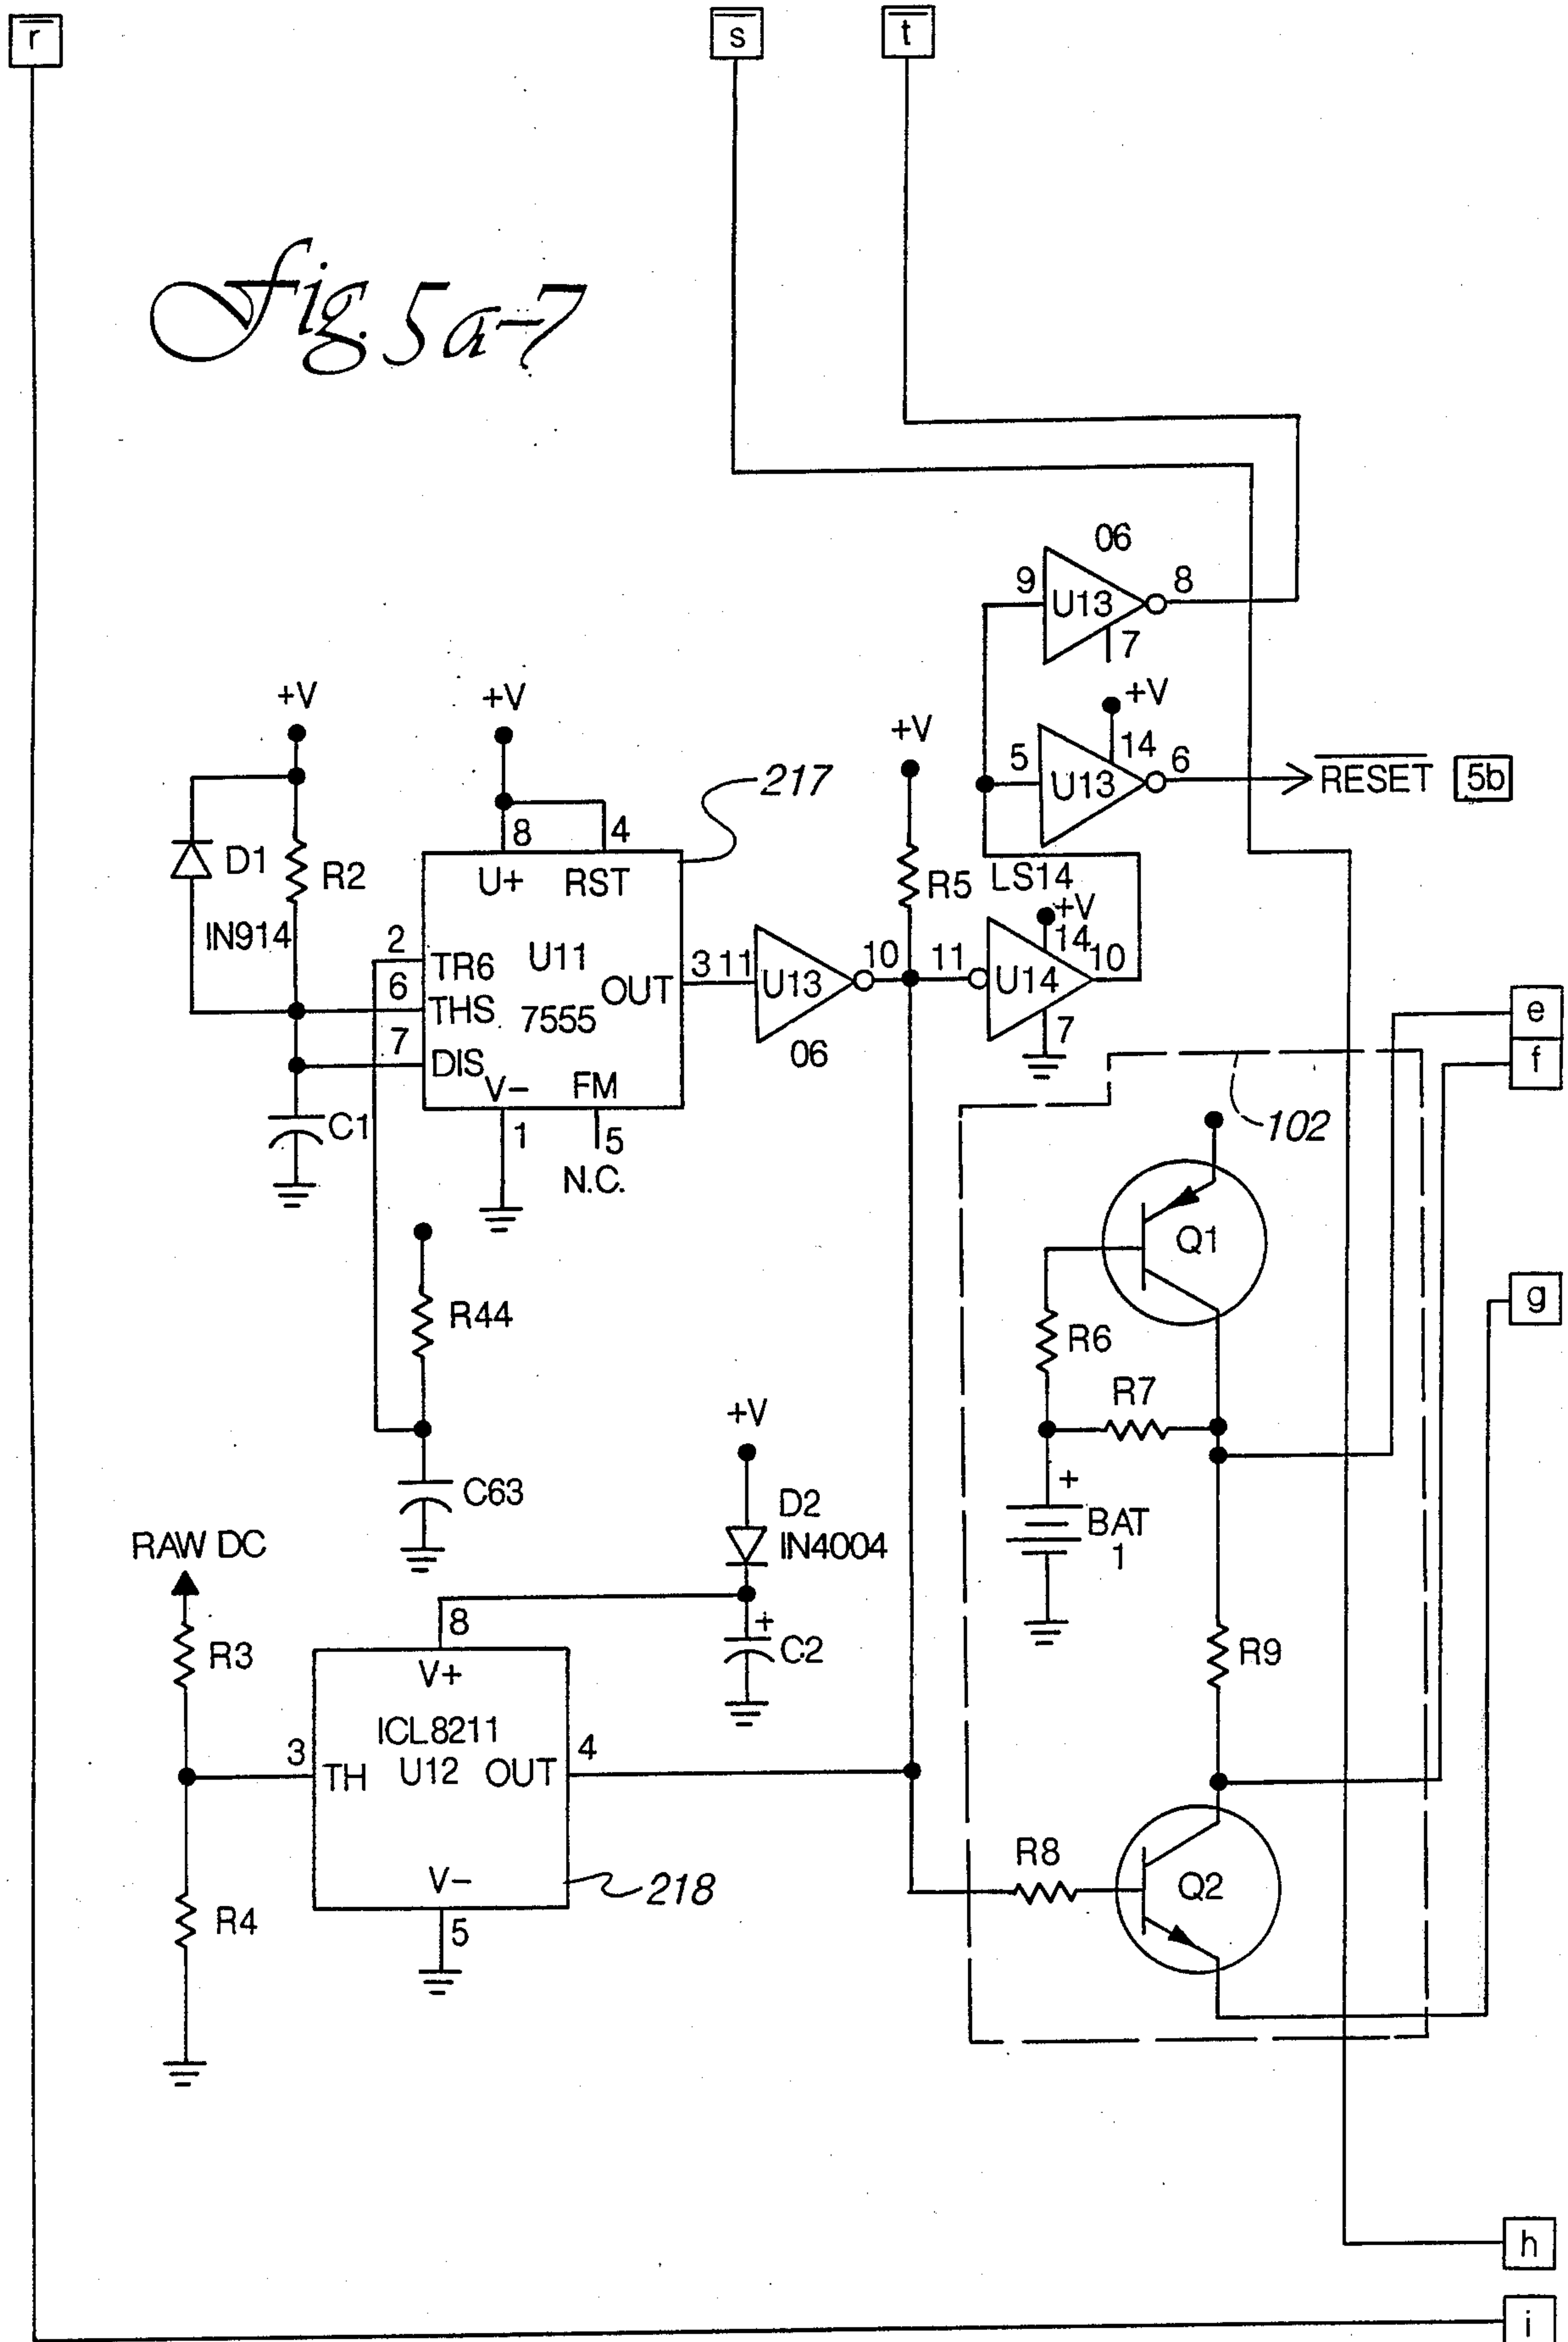 r
s
t
Fig. 5a-7
06
9
U13
8
7
+V
+V
+V
+V
14
5
U13
6
RESET
5b
217
8
4
D1
R2
U+
RST
R5
LS14
+V
IN914
2
TR6
U11
14
10
3
11
U13
10
11
U14
6
THS
7555
OUT
7
DIS
06
7
e
f
V-
FM
C1
1
5
N.C.
102
Q1
g
R44
R6
R7
+V
C63
+
D2
IN4004
BAT
1
RAW DC
8
+
C2
R3
V+
R9
ICL8211
3
TH
U12
OUT
4
R8
V-
218
Q2
R4
5
h
i